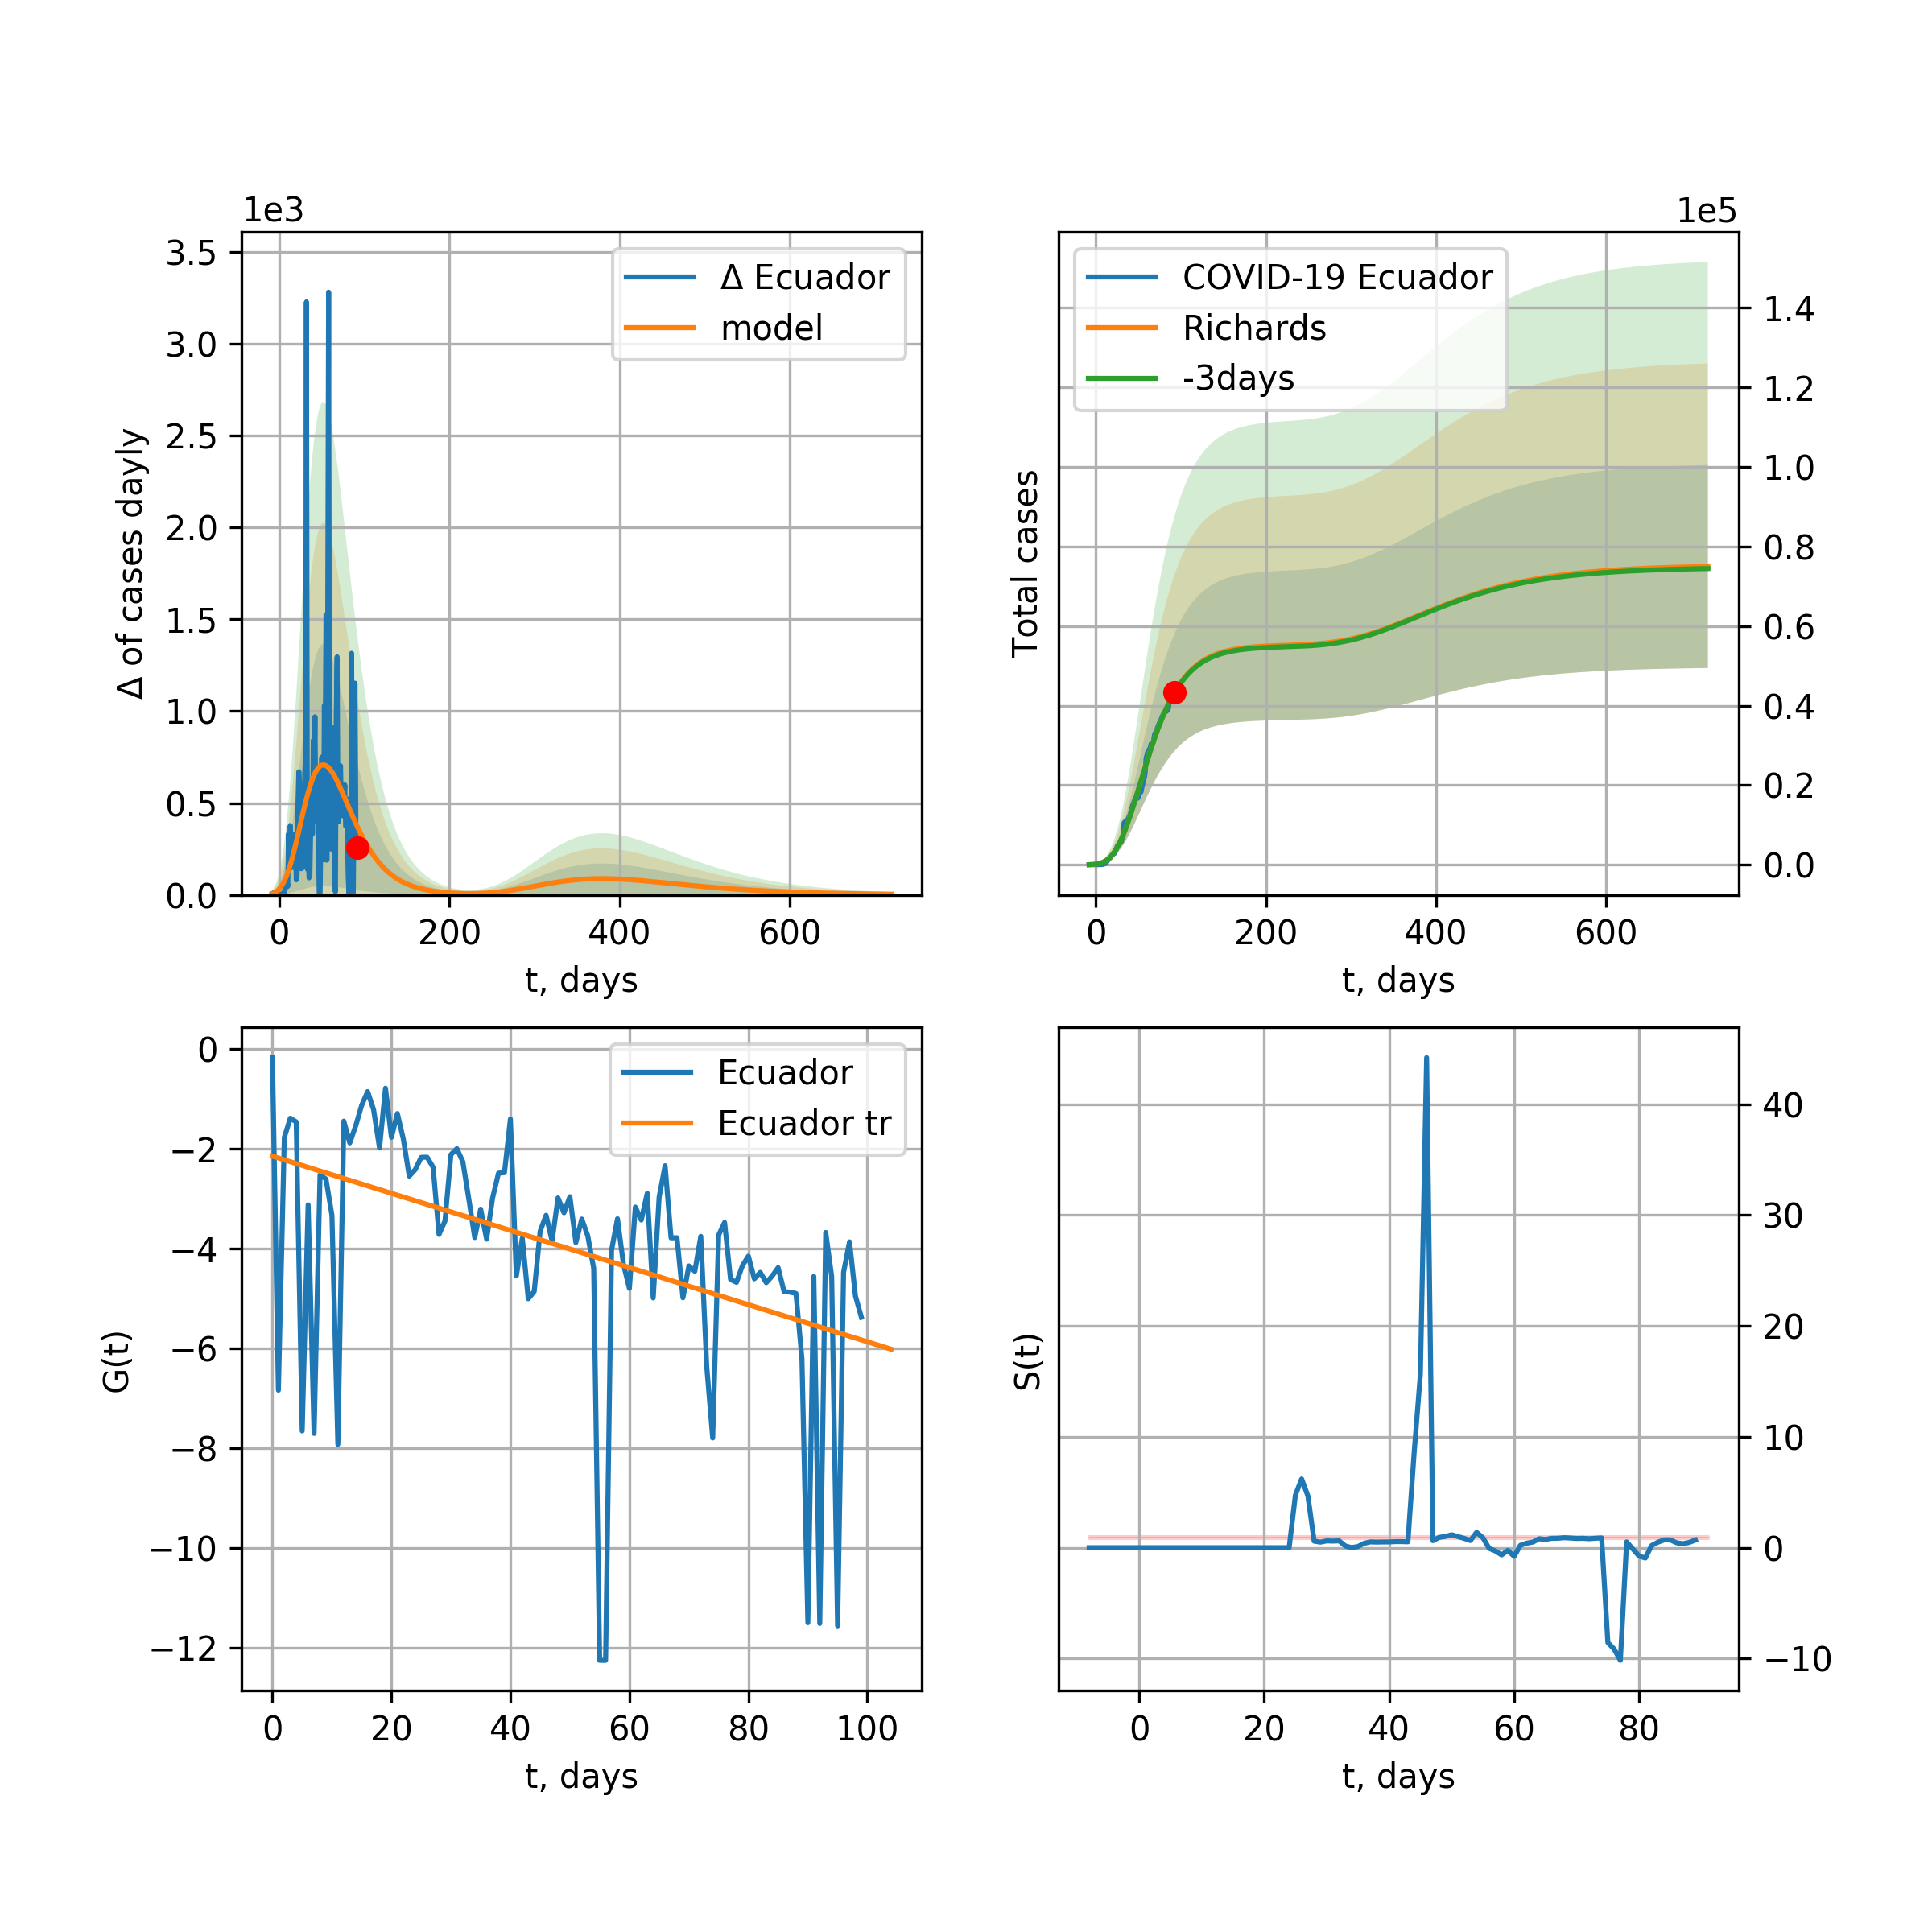 1e3
3.5
3.0
2.5
2.0
1.5
1.0
0.5
0.0
Δ of cases dayly
Δ Ecuador
model
0 200 400 600
t, days
1e5
COVID-19 Ecuador
Richards
-3days
Total cases
1.4
1.2
1.0
0.8
0.6
0.4
0.2
0.0
0 200 400 600
t, days
0
−2
−4
−6
−8
−10
−12
G(t)
Ecuador
Ecuador tr
0 20 40 60 80 100
t, days
S(t)
40
30
20
10
0
−10
0 20 40 60 80
t, days